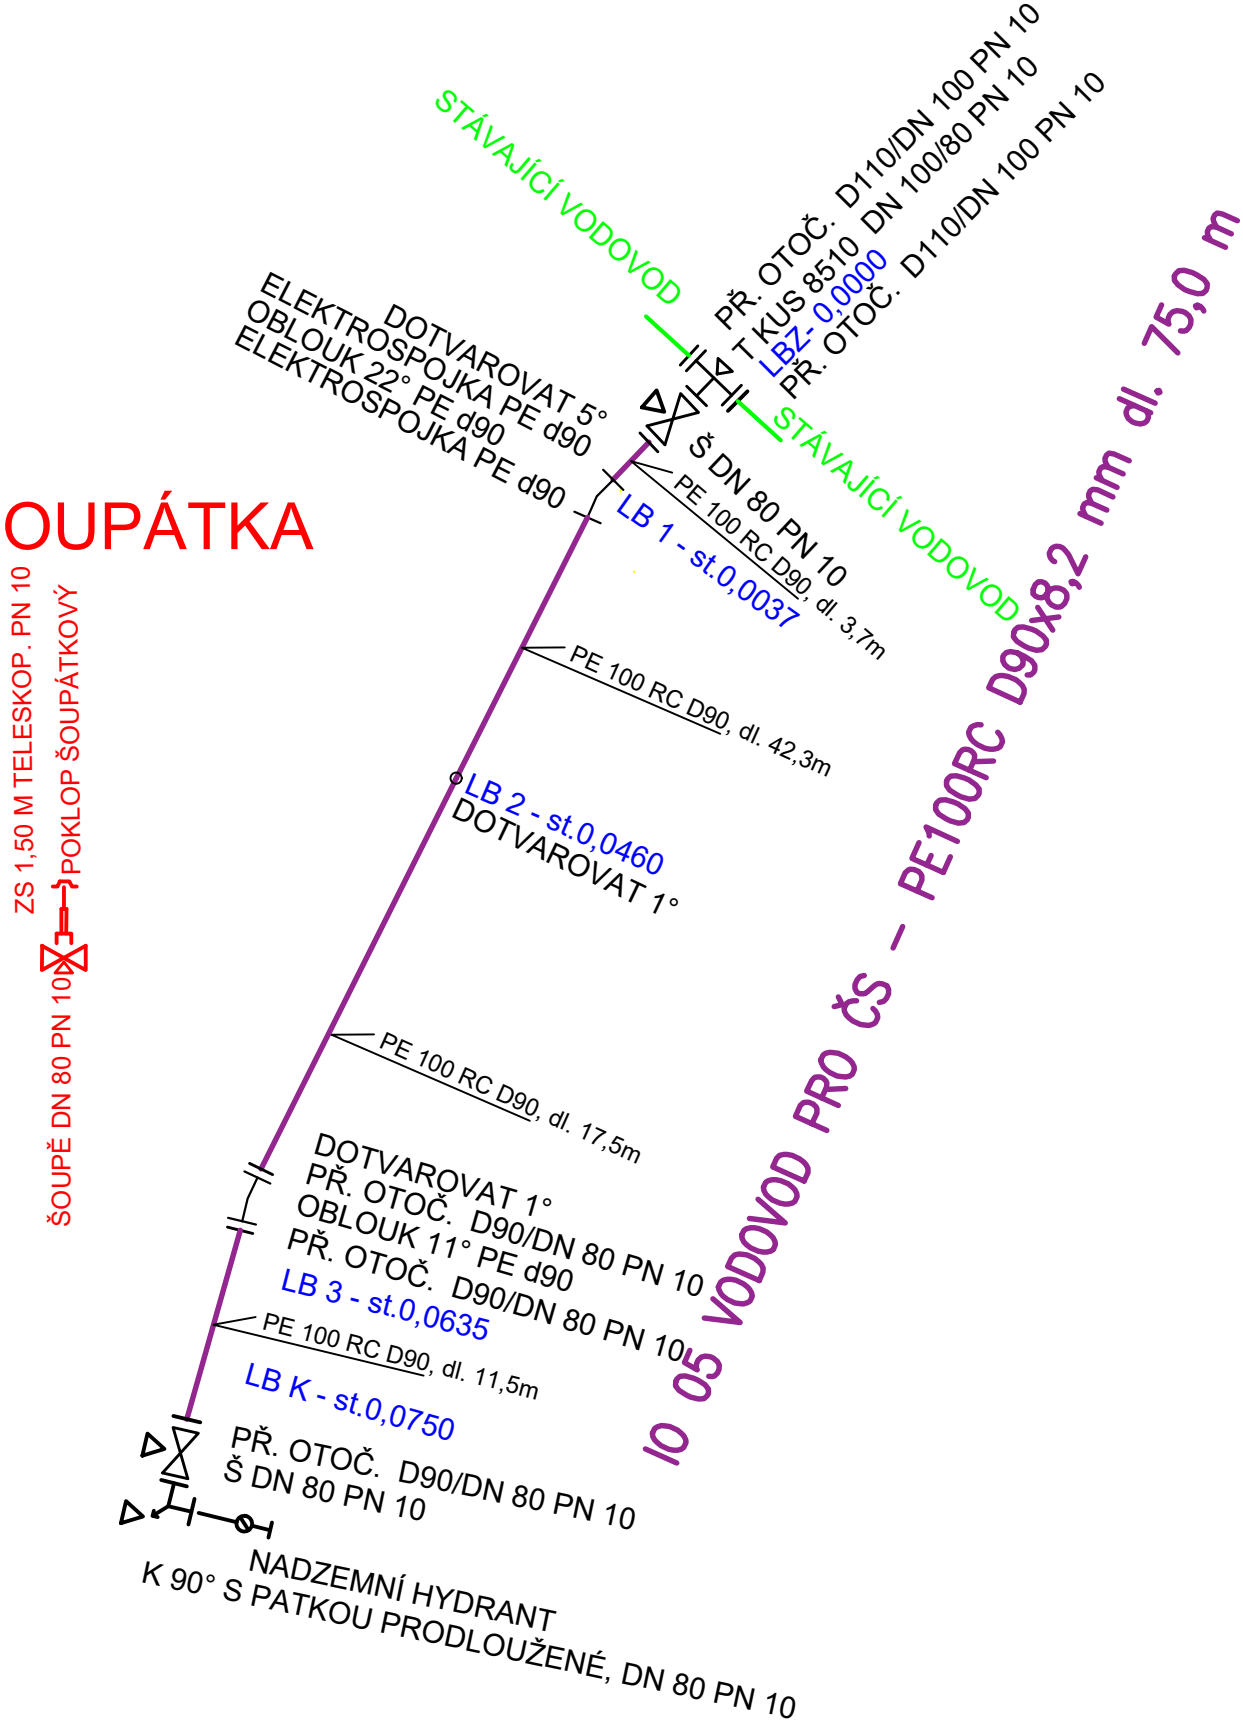 PŘ. OTOČ. D110/DN 100 PN 10
T KUS 8510 DN 100/80 PN 10
LBZ- 0,0000
PŘ. OTOČ. D110/DN 100 PN 10
STÁVAJÍCÍ VODOVOD
STÁVAJÍCÍ VODOVOD
DOTVAROVAT 5°
ELEKTROSPOJKA PE d90
OBLOUK 22° PE d90
ELEKTROSPOJKA PE d90
Š DN 80 PN 10
PE 100 RC D90, dl. 3,7m
LB 1 - st.0,0037
OUPÁTKA
ZS 1,50 M TELESKOP. PN 10
POKLOP ŠOUPÁTKOVÝ
ŠOUPĚ DN 80 PN 10
PE 100 RC D90, dl. 42,3m
LB 2 - st.0,0460
DOTVAROVAT 1°
PE 100 RC D90, dl. 17,5m
DOTVAROVAT 1°
PŘ. OTOČ. D90/DN 80 PN 10
OBLOUK 11° PE d90
PŘ. OTOČ. D90/DN 80 PN 10
LB 3 - st.0,0635
PE 100 RC D90, dl. 11,5m
LB K - st.0,0750
PŘ. OTOČ. D90/DN 80 PN 10
Š DN 80 PN 10
NADZEMNÍ HYDRANT
K 90° S PATKOU PRODLOUŽENÉ, DN 80 PN 10
IO 05 VODOVOD PRO ČS - PE100RC D90x8,2 mm dl. 75,0 m